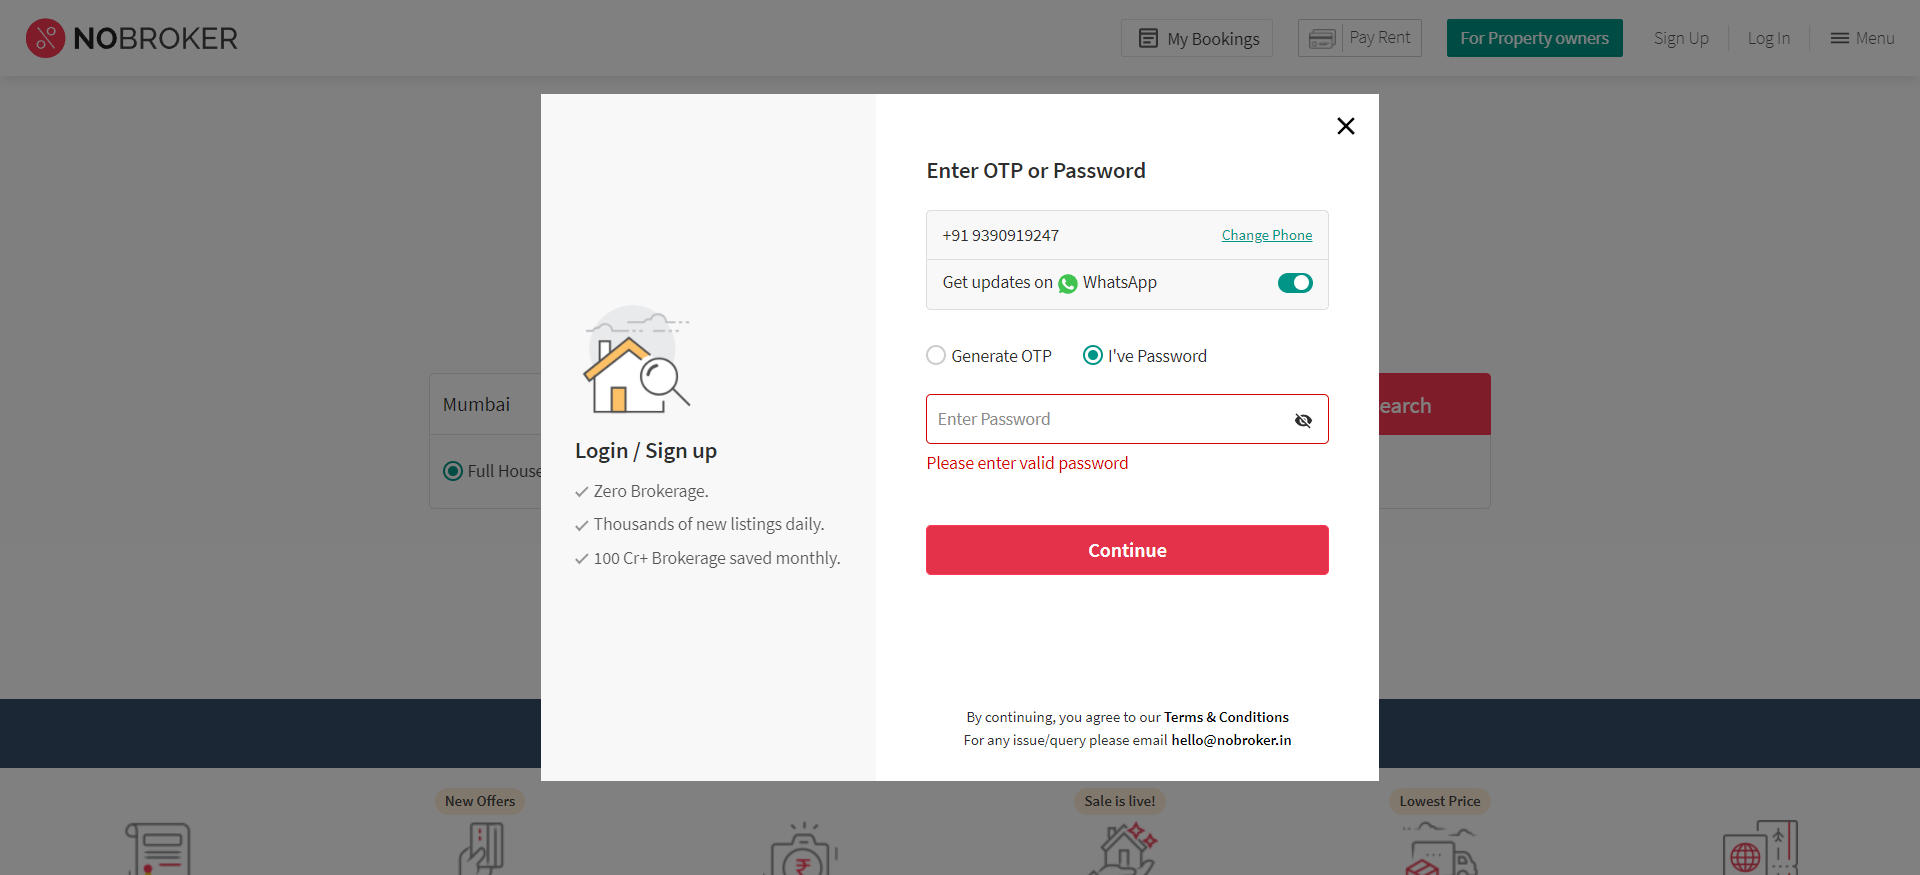 NOBROKER
My Bookings
Pay Rent
For Property owners
Sign Up
Log In
Menu
Enter OTP or Password
+91 9390919247
Change Phone
Get updates on WhatsApp
Generate OTP
I've Password
Enter Password
Please enter valid password
Continue
By continuing, you agree to our Terms & Conditions
For any issue/query please email hello@nobroker.in
Login / Sign up
Zero Brokerage.
Thousands of new listings daily.
100 Cr+ Brokerage saved monthly.
Mumbai
earch
Full House
New Offers
Sale is live!
Lowest Price